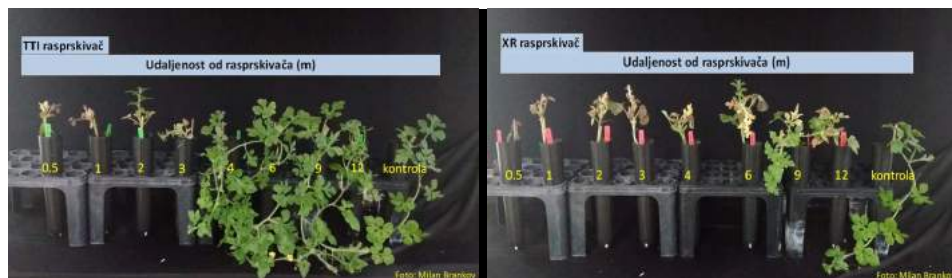 TTI rasprskivač
Udaljenost od rasprskivača (m)
0.5 1 2 3 4 6 9 12 kontrola
Foto: Milan Brankov
XR rasprskivač
Udaljenost od rasprskivača (m)
0.5 1 2 3 4 6 9 12 kontrola
Foto: Milan Brankov